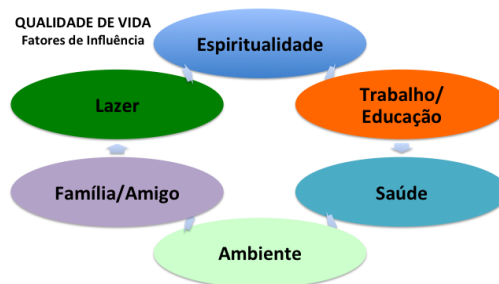 QUALIDADE DE VIDA
Fatores de Influência
Espiritualidade
Trabalho/
Educação
Saúde
Ambiente
Família/Amigo
Lazer